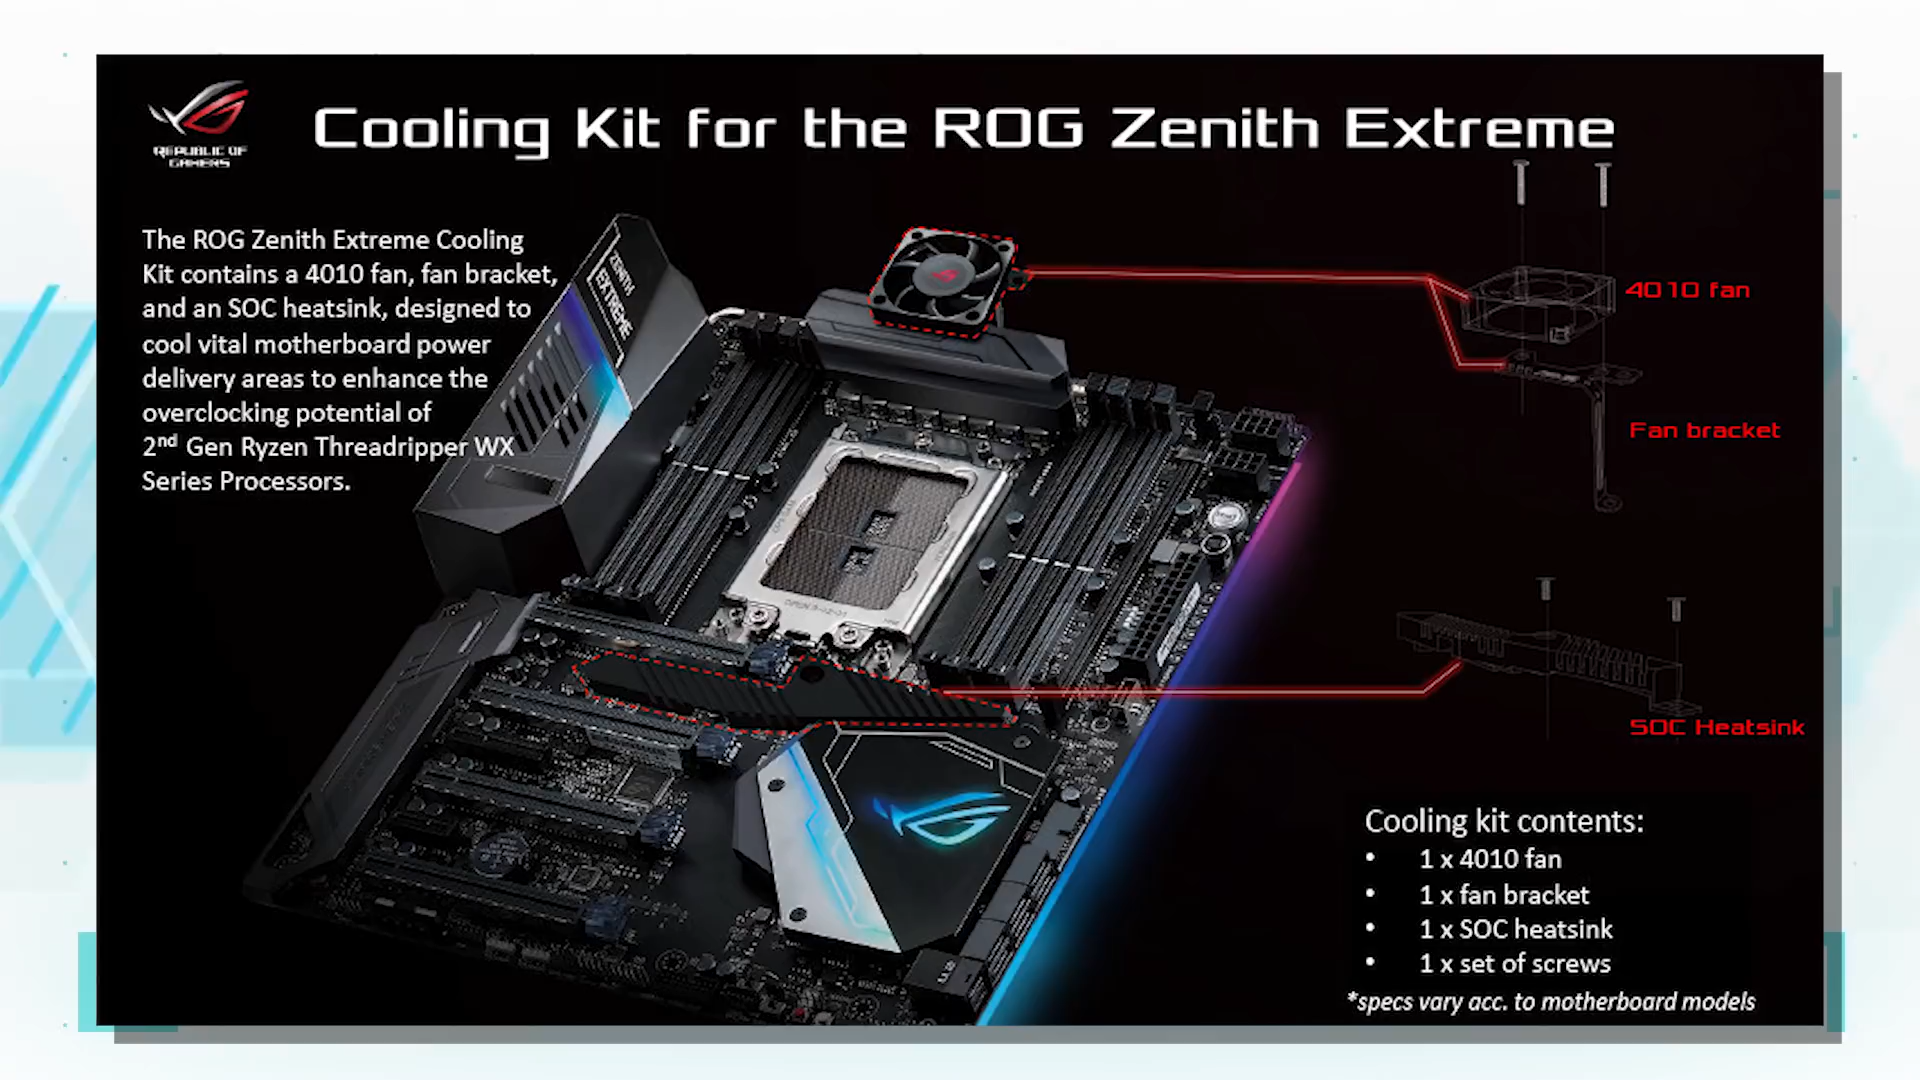 REPUBLIC OF
GAMERS
Cooling Kit for the ROG Zenith Extreme
The ROG Zenith Extreme Cooling
Kit contains a 4010 fan, fan bracket,
and an SOC heatsink, designed to
cool vital motherboard power
delivery areas to enhance the
overclocking potential of
2nd Gen Ryzen Threadripper WX
Series Processors.
ZENITH
EXTREME
4010 fan
Fan bracket
SOC Heatsink
Cooling kit contents:
• 1 x 4010 fan
• 1 x fan bracket
• 1 x SOC heatsink
• 1 x set of screws
*specs vary acc. to motherboard models